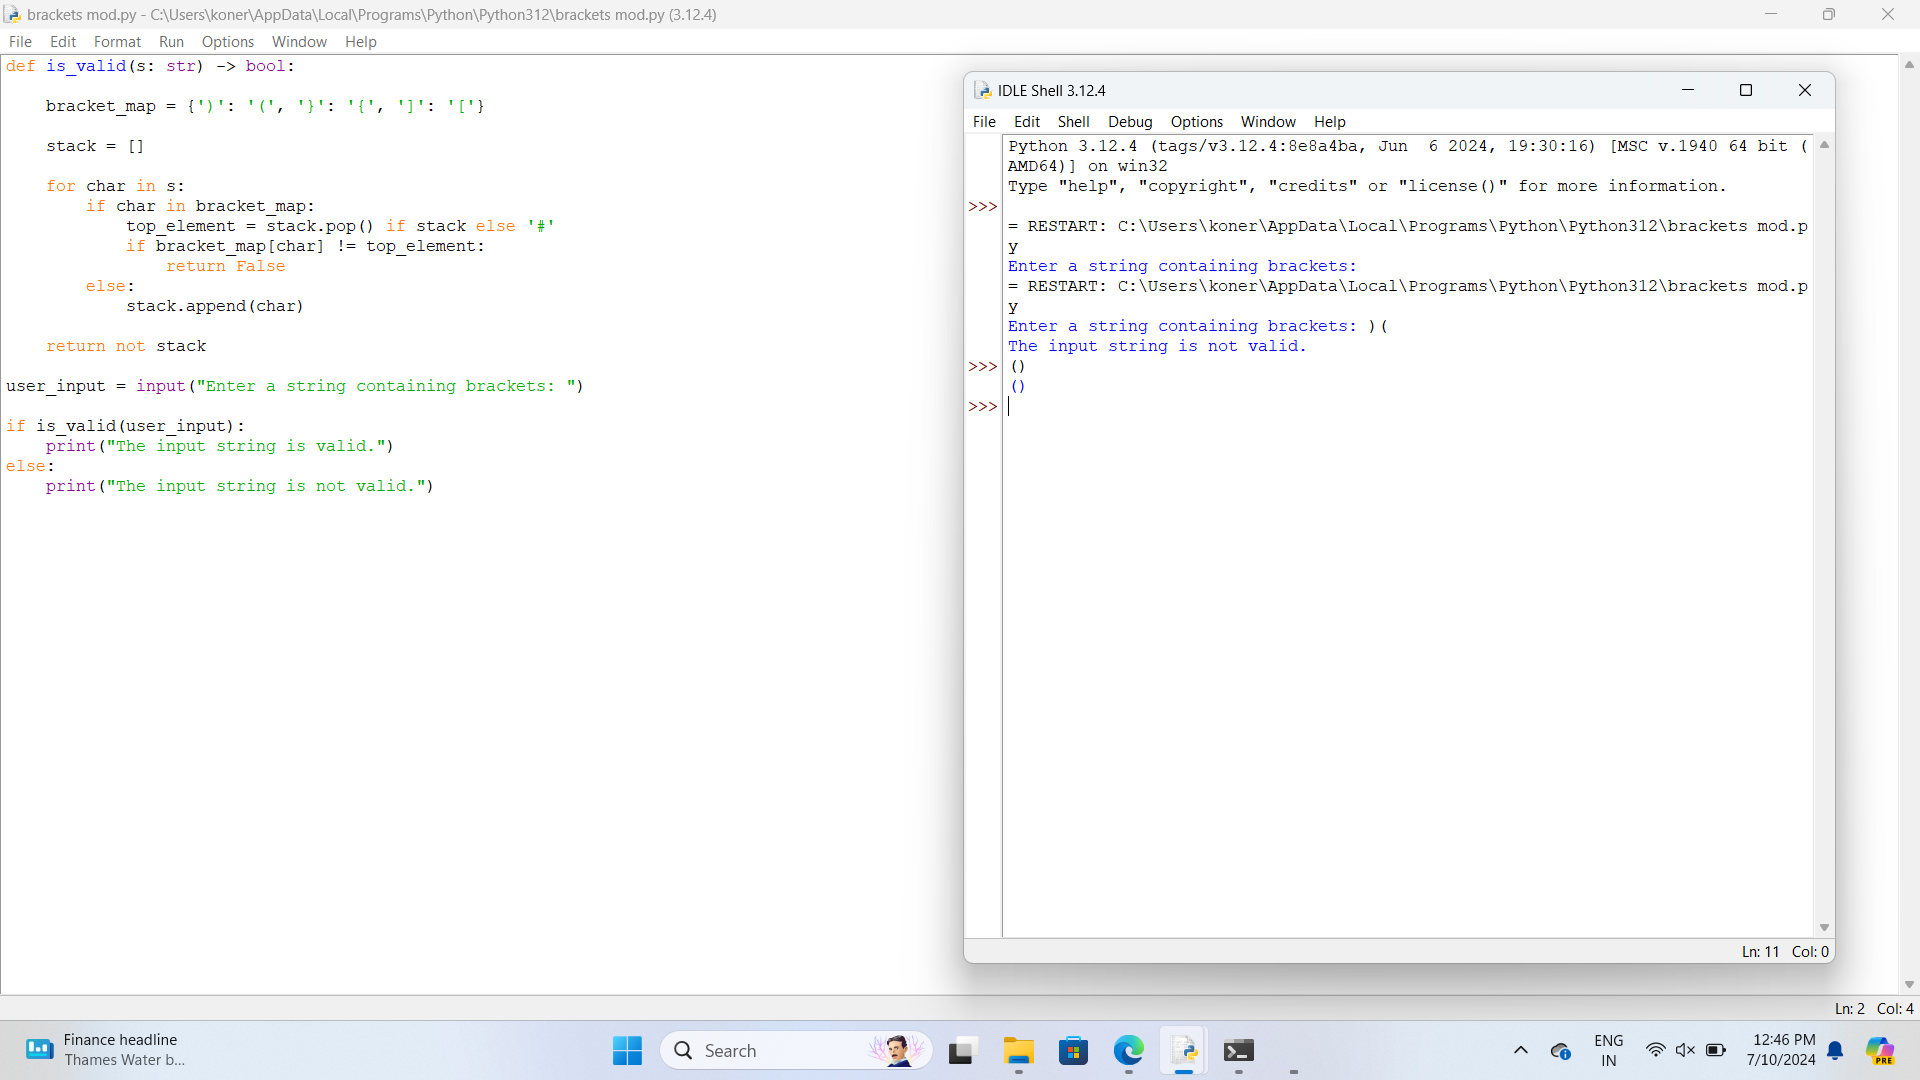 brackets mod.py - C:\Users\koner\AppData\Local\Programs\Python\Python312\brackets mod.py (3.12.4)
File Edit Format Run Options Window Help
def is_valid(s: str) -> bool:
bracket_map = {')': '(', '}': '{', ']': '['}
stack = []
for char in s:
if char in bracket_map:
top_element = stack.pop() if stack else '#'
if bracket_map[char] != top_element:
return False
else:
stack.append(char)
return not stack
user_input = input("Enter a string containing brackets: ")
if is_valid(user_input):
print("The input string is valid.")
else:
print("The input string is not valid.")
IDLE Shell 3.12.4
File Edit Shell Debug Options Window Help
Python 3.12.4 (tags/v3.12.4:8e8a4ba, Jun  6 2024, 19:30:16) [MSC v.1940 64 bit (
AMD64)] on win32
Type "help", "copyright", "credits" or "license()" for more information.
>>>
= RESTART: C:\Users\koner\AppData\Local\Programs\Python\Python312\brackets mod.p
y
Enter a string containing brackets:
= RESTART: C:\Users\koner\AppData\Local\Programs\Python\Python312\brackets mod.p
y
Enter a string containing brackets: )(
The input string is not valid.
>>> ()
()
>>>
Ln: 11 Col: 0
Ln: 2 Col: 4
Finance headline
Thames Water b...
Search
ENG
IN
12:46 PM
7/10/2024
PRE